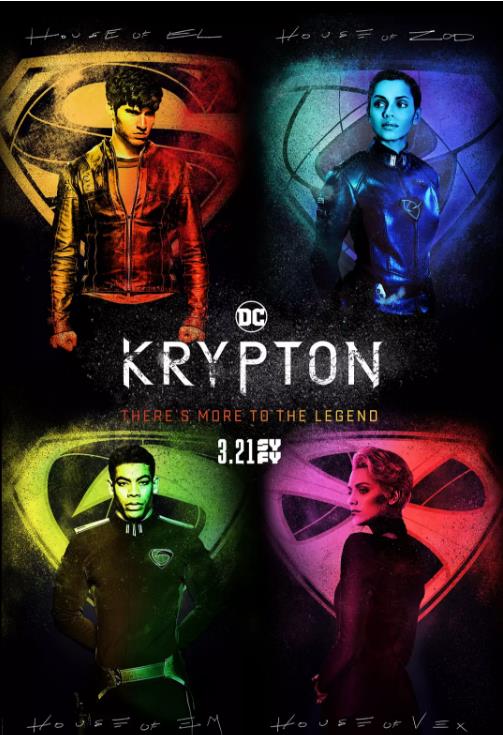 HOUSE OF EL
HOUSE OF ZOD
DC
KRYPTON
THERE'S MORE TO THE LEGEND
3.21 SYFY
HOUSE OF EM
HOUSE OF VEX